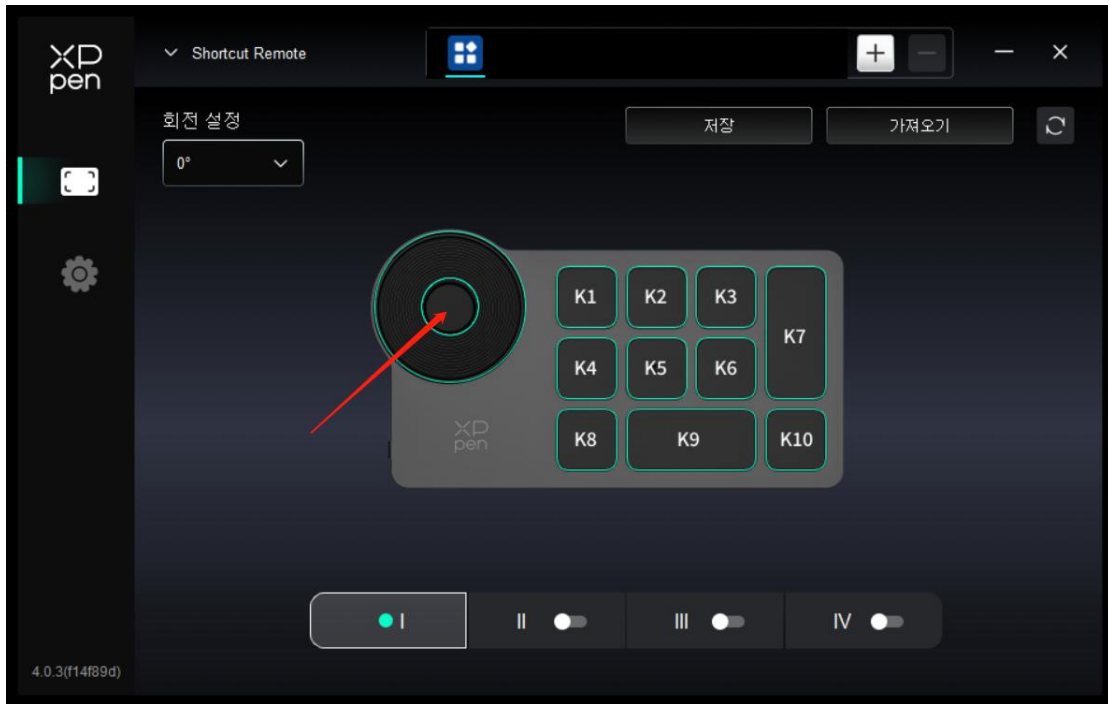 XP
pen
Shortcut Remote
회전 설정
저장
가져오기
0°
K1 K2 K3
K7
K4 K5 K6
XP
pen
K8 K9 K10
I II III IV
4.0.3(f14f89d)